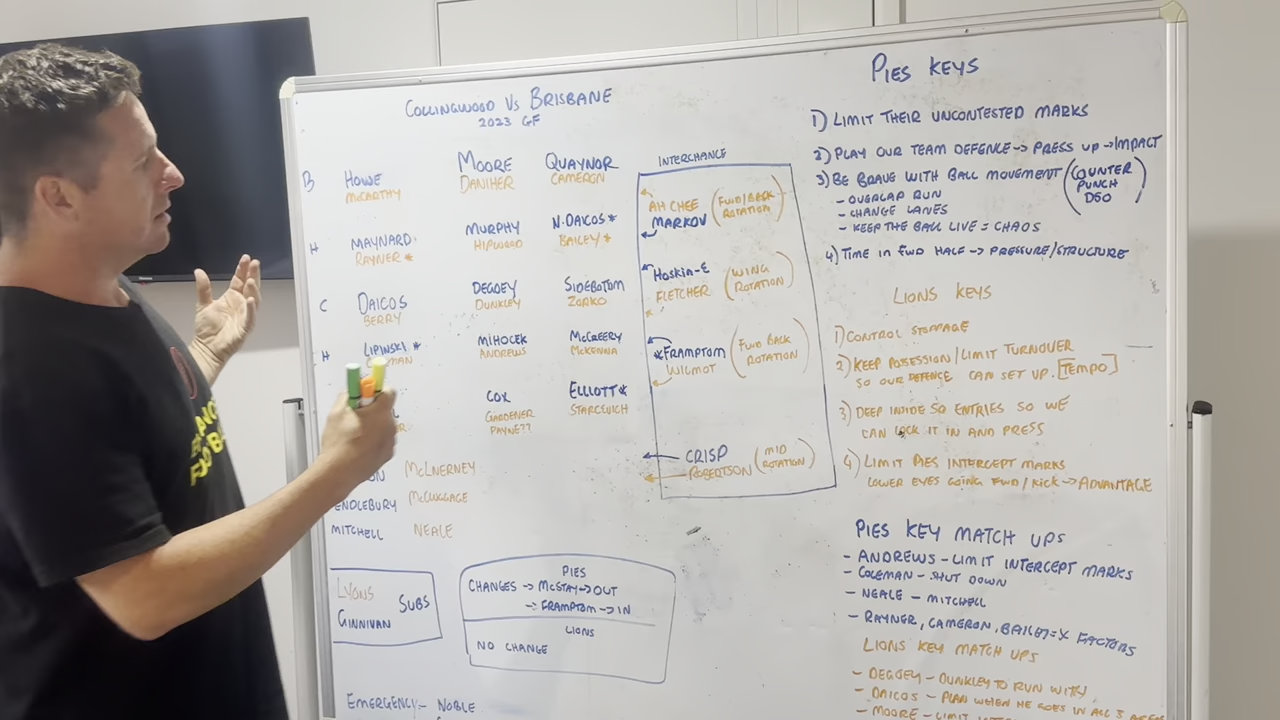 COLLINGWOOD VS BRISBANE
2023 GF
B HOWE MOORE QUAYNOR
McCARTHY DANIHER CAMERON
H MAYNARD MURPHY N.DAICOS*
RAYNER * HIPWOOD BAILEY *
C DAICOS DEGOEY SIDEBOTOM
BERRY DUNKLEY ZORKO
H LIPINSKI * MIHOCEK McCREERY
ANDREWS McKENNA
COX ELLIOTT*
GARDENER STARCEVICH
PAYNE??
McINERNEY
ENDLEBURY McCLUGGAGE
MITCHELL NEALE
INTERCHANGE
AH CHEE (FWD/BACK
MARKOV ROTATION)
HOSKIN-E (WING
FLETCHER ROTATION)
*FRAMPTOM (FWD BACK
WILMOT ROTATION)
CRISP (MID
ROBERTSON ROTATION)
LYONS
GINNIVAN SUBS
PIES
CHANGES -> McSTAY -> OUT
-> FRAMPTOM -> IN
LIONS
NO CHANGE
EMERGENCY - NOBLE
PIES KEYS
1) LIMIT THEIR UNCONTESTED MARKS
2) PLAY OUR TEAM DEFENCE -> PRESS UP -> IMPACT
3) BE BRAVE WITH BALL MOVEMENT (COUNTER
PUNCH
D50)
- OVERLAP RUN
- CHANGE LANES
- KEEP THE BALL LIVE = CHAOS
4) TIME IN FWD HALF -> PRESSURE/STRUCTURE
LIONS KEYS
1) CONTROL STOPPAGE
2) KEEP POSESSION / LIMIT TURNOVER
SO OUR DEFENCE CAN SET UP. [TEMPO]
3) DEEP INSIDE 50 ENTRIES SO WE
CAN LOCK IT IN AND PRESS
4) LIMIT PIES INTERCEPT MARKS
LOWER EYES GOING FWD / KICK -> ADVANTAGE
PIES KEY MATCH UPS
- ANDREWS - LIMIT INTERCEPT MARKS
- COLEMAN - SHUT DOWN
- NEALE - MITCHELL
- RAYNER, CAMERON, BAILEY = X FACTORS
LIONS KEY MATCH UPS
- DEGOEY - DUNKLEY TO RUN WITH
- DAICOS - PLAN WHEN HE GOES IN ALL 3
- MOORE - LIMIT